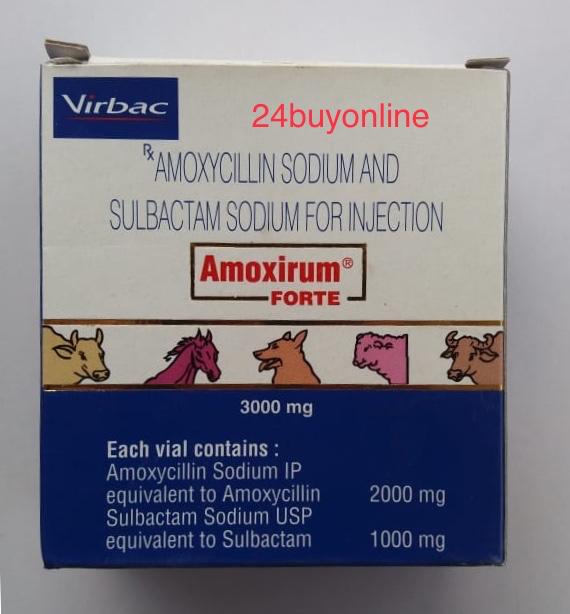 Virbac
24buyonline
Rx AMOXYCILLIN SODIUM AND
SULBACTAM SODIUM FOR INJECTION
Amoxirum®
FORTE
3000 mg
Each vial contains :
Amoxycillin Sodium IP
equivalent to Amoxycillin 2000 mg
Sulbactam Sodium USP
equivalent to Sulbactam 1000 mg